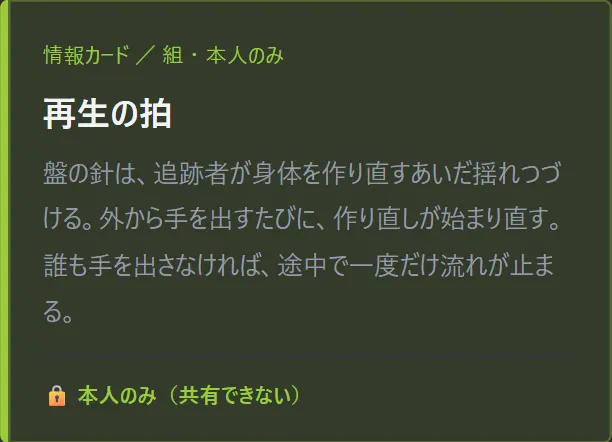 情報カード ／ 組 · 本人のみ
再生の拍
盤の針は、追跡者が身体を作り直すあいだ揺れつづ
ける。外から手を出すたびに、作り直しが始まり直す。
誰も手を出さなければ、途中で一度だけ流れが止ま
る。
🔒 本人のみ（共有できない）